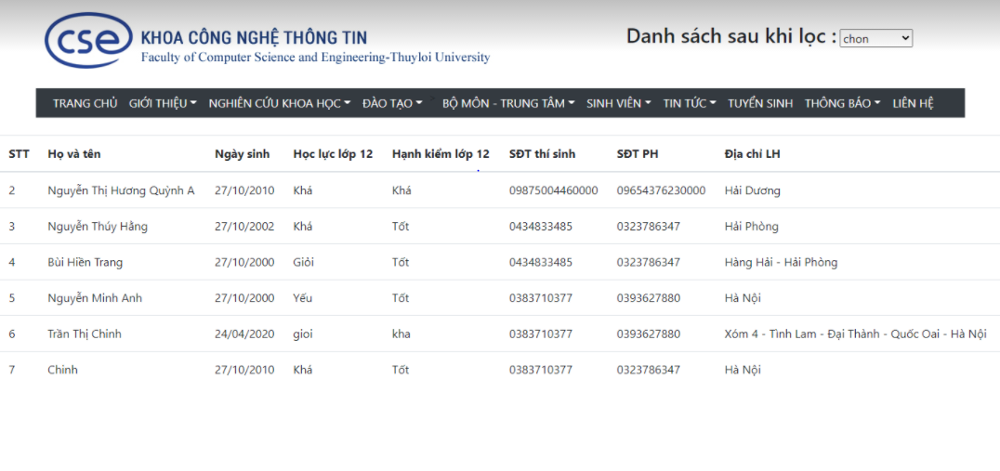 cse KHOA CÔNG NGHỆ THÔNG TIN
Faculty of Computer Science and Engineering-Thuyloi University
Danh sách sau khi lọc : chon
TRANG CHỦ GIỚI THIỆU NGHIÊN CỨU KHOA HỌC ĐÀO TẠO BỘ MÔN - TRUNG TÂM SINH VIÊN TIN TỨC TUYỂN SINH THÔNG BÁO LIÊN HỆ
STT Họ và tên Ngày sinh Học lực lớp 12 Hạnh kiểm lớp 12 SĐT thí sinh SĐT PH Địa chỉ LH
2 Nguyễn Thị Hương Quỳnh A 27/10/2010 Khá Khá 09875004460000 09654376230000 Hải Dương
3 Nguyễn Thúy Hằng 27/10/2002 Khá Tốt 0434833485 0323786347 Hải Phòng
4 Bùi Hiền Trang 27/10/2000 Giỏi Tốt 0434833485 0323786347 Hàng Hải - Hải Phòng
5 Nguyễn Minh Anh 27/10/2000 Yếu Tốt 0383710377 0393627880 Hà Nội
6 Trần Thị Chinh 24/04/2020 gioi kha 0383710377 0393627880 Xóm 4 - Tình Lam - Đại Thành - Quốc Oai - Hà Nội
7 Chinh 27/10/2010 Khá Tốt 0383710377 0323786347 Hà Nội